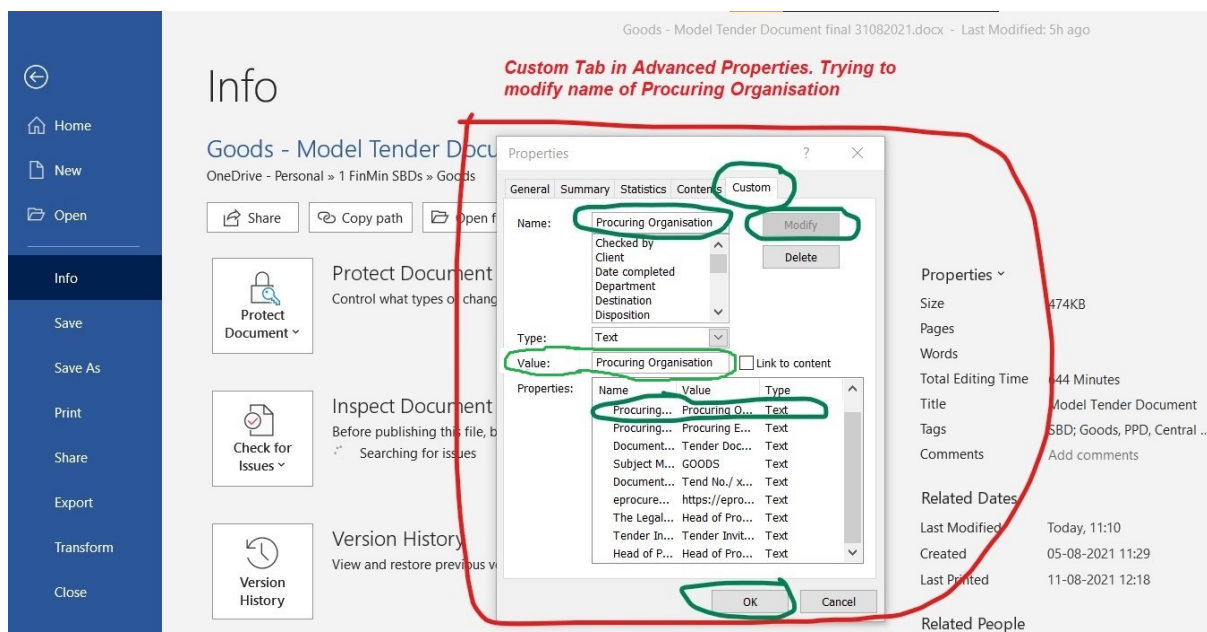 Goods - Model Tender Document final 31082021.docx - Last Modified: 5h ago
Custom Tab in Advanced Properties. Trying to
modify name of Procuring Organisation
Home
New
Open
Info
Save
Save As
Print
Share
Export
Transform
Close
Info
Goods - Model Tender Docu
OneDrive - Personal » 1 FinMin SBDs » Goods
Share
Copy path
Open f
Protect
Document
Protect Document
Control what types of chang
Check for
Issues
Inspect Document
Before publishing this file, b
Searching for issues
Version
History
Version History
View and restore previous v
Properties ?
General Summary Statistics Contents Custom
Name: Procuring Organisation Modify
Checked by
Client
Date completed
Department
Destination
Disposition
Delete
Type: Text
Value: Procuring Organisation Link to content
Properties: Name Value Type
Procuring... Procuring O... Text
Procuring... Procuring E... Text
Document... Tender Doc... Text
Subject M... GOODS Text
Document... Tend No./ x... Text
eprocure... https://epro... Text
The Legal... Head of Pro... Text
Tender In... Tender Invit... Text
Head of P... Head of Pro... Text
OK Cancel
Properties
Size 474KB
Pages
Words
Total Editing Time 644 Minutes
Title Model Tender Document
Tags SBD; Goods, PPD, Central ..
Comments Add comments
Related Dates
Last Modified Today, 11:10
Created 05-08-2021 11:29
Last Printed 11-08-2021 12:18
Related People